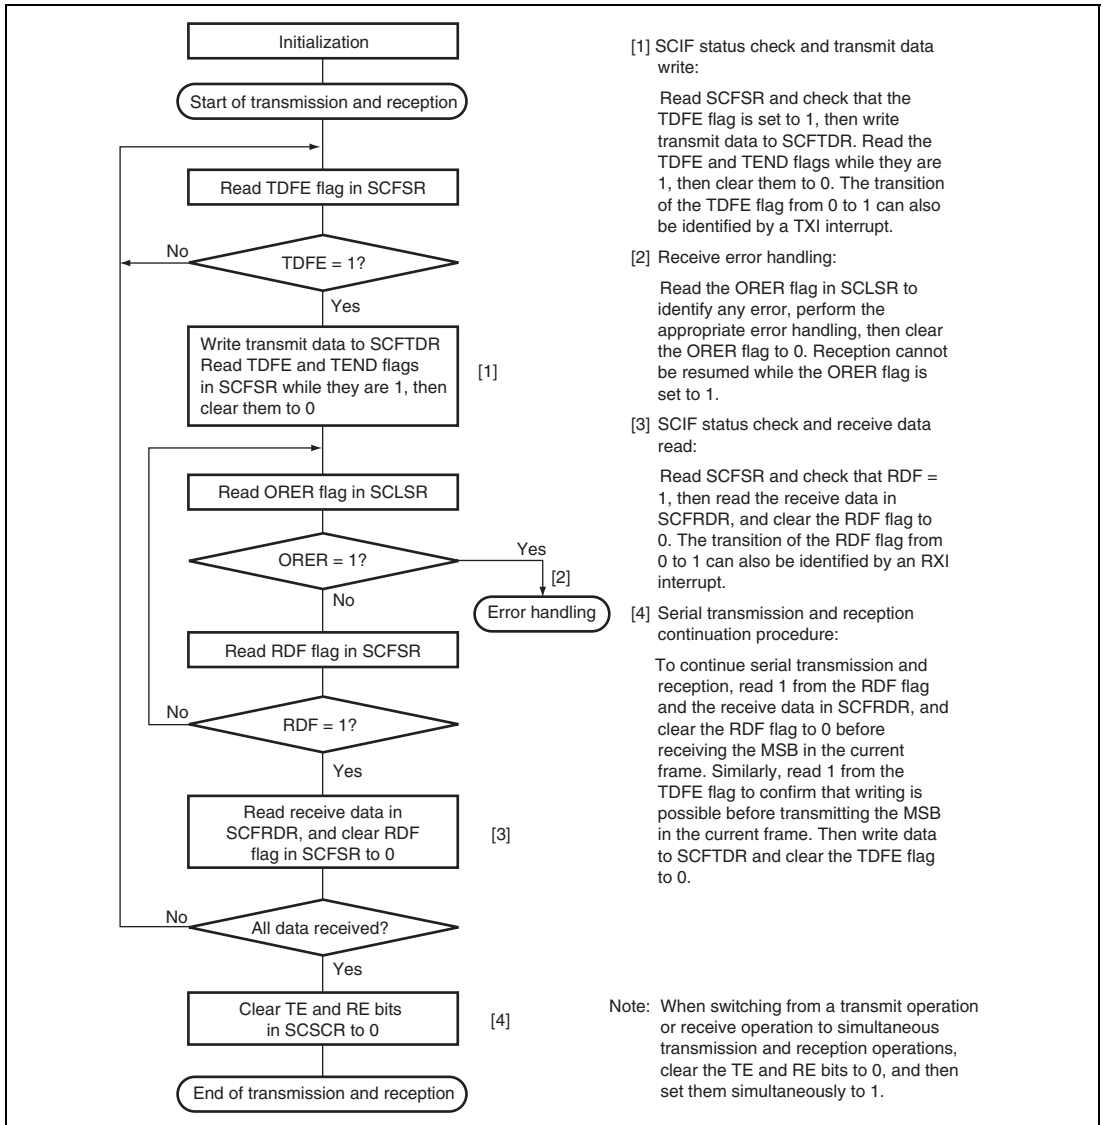 Initialization
Start of transmission and reception
Read TDFE flag in SCFSR
No
TDFE = 1?
Yes
Write transmit data to SCFTDR
Read TDFE and TEND flags
in SCFSR while they are 1, then
clear them to 0
[1]
Read ORER flag in SCLSR
ORER = 1?
Yes
[2]
No
Error handling
Read RDF flag in SCFSR
No
RDF = 1?
Yes
Read receive data in
SCFRDR, and clear RDF
flag in SCFSR to 0
[3]
No
All data received?
Yes
Clear TE and RE bits
in SCSCR to 0
[4]
End of transmission and reception
[1] SCIF status check and transmit data
write:
Read SCFSR and check that the
TDFE flag is set to 1, then write
transmit data to SCFTDR. Read the
TDFE and TEND flags while they are
1, then clear them to 0. The transition
of the TDFE flag from 0 to 1 can also
be identified by a TXI interrupt.
[2] Receive error handling:
Read the ORER flag in SCLSR to
identify any error, perform the
appropriate error handling, then clear
the ORER flag to 0. Reception cannot
be resumed while the ORER flag is
set to 1.
[3] SCIF status check and receive data
read:
Read SCFSR and check that RDF =
1, then read the receive data in
SCFRDR, and clear the RDF flag to
0. The transition of the RDF flag from
0 to 1 can also be identified by an RXI
interrupt.
[4] Serial transmission and reception
continuation procedure:
To continue serial transmission and
reception, read 1 from the RDF flag
and the receive data in SCFRDR, and
clear the RDF flag to 0 before
receiving the MSB in the current
frame. Similarly, read 1 from the
TDFE flag to confirm that writing is
possible before transmitting the MSB
in the current frame. Then write data
to SCFTDR and clear the TDFE flag
to 0.
Note: When switching from a transmit operation
or receive operation to simultaneous
transmission and reception operations,
clear the TE and RE bits to 0, and then
set them simultaneously to 1.